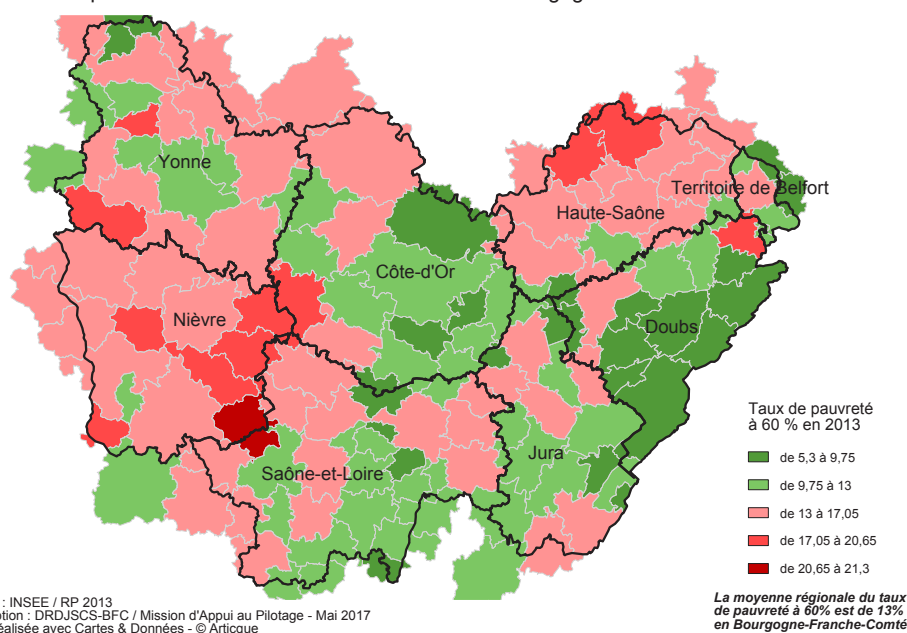 Yonne
Territoire de Belfort
Haute-Saône
Côte-d'Or
Nièvre
Doubs
Taux de pauvreté
à 60 % en 2013
Jura
de 5,3 à 9,75
Saône-et-Loire
de 9,75 à 13
de 13 à 17,05
de 17,05 à 20,65
de 20,65 à 21,3
: INSEE / RP 2013
: DRDJSCS-BFC / Mission d'Appui au Pilotage - Mai 2017
avec Cartes & Données - © Articque
La moyenne régionale du taux
de pauvreté à 60% est de 13%
en Bourgogne-Franche-Comté